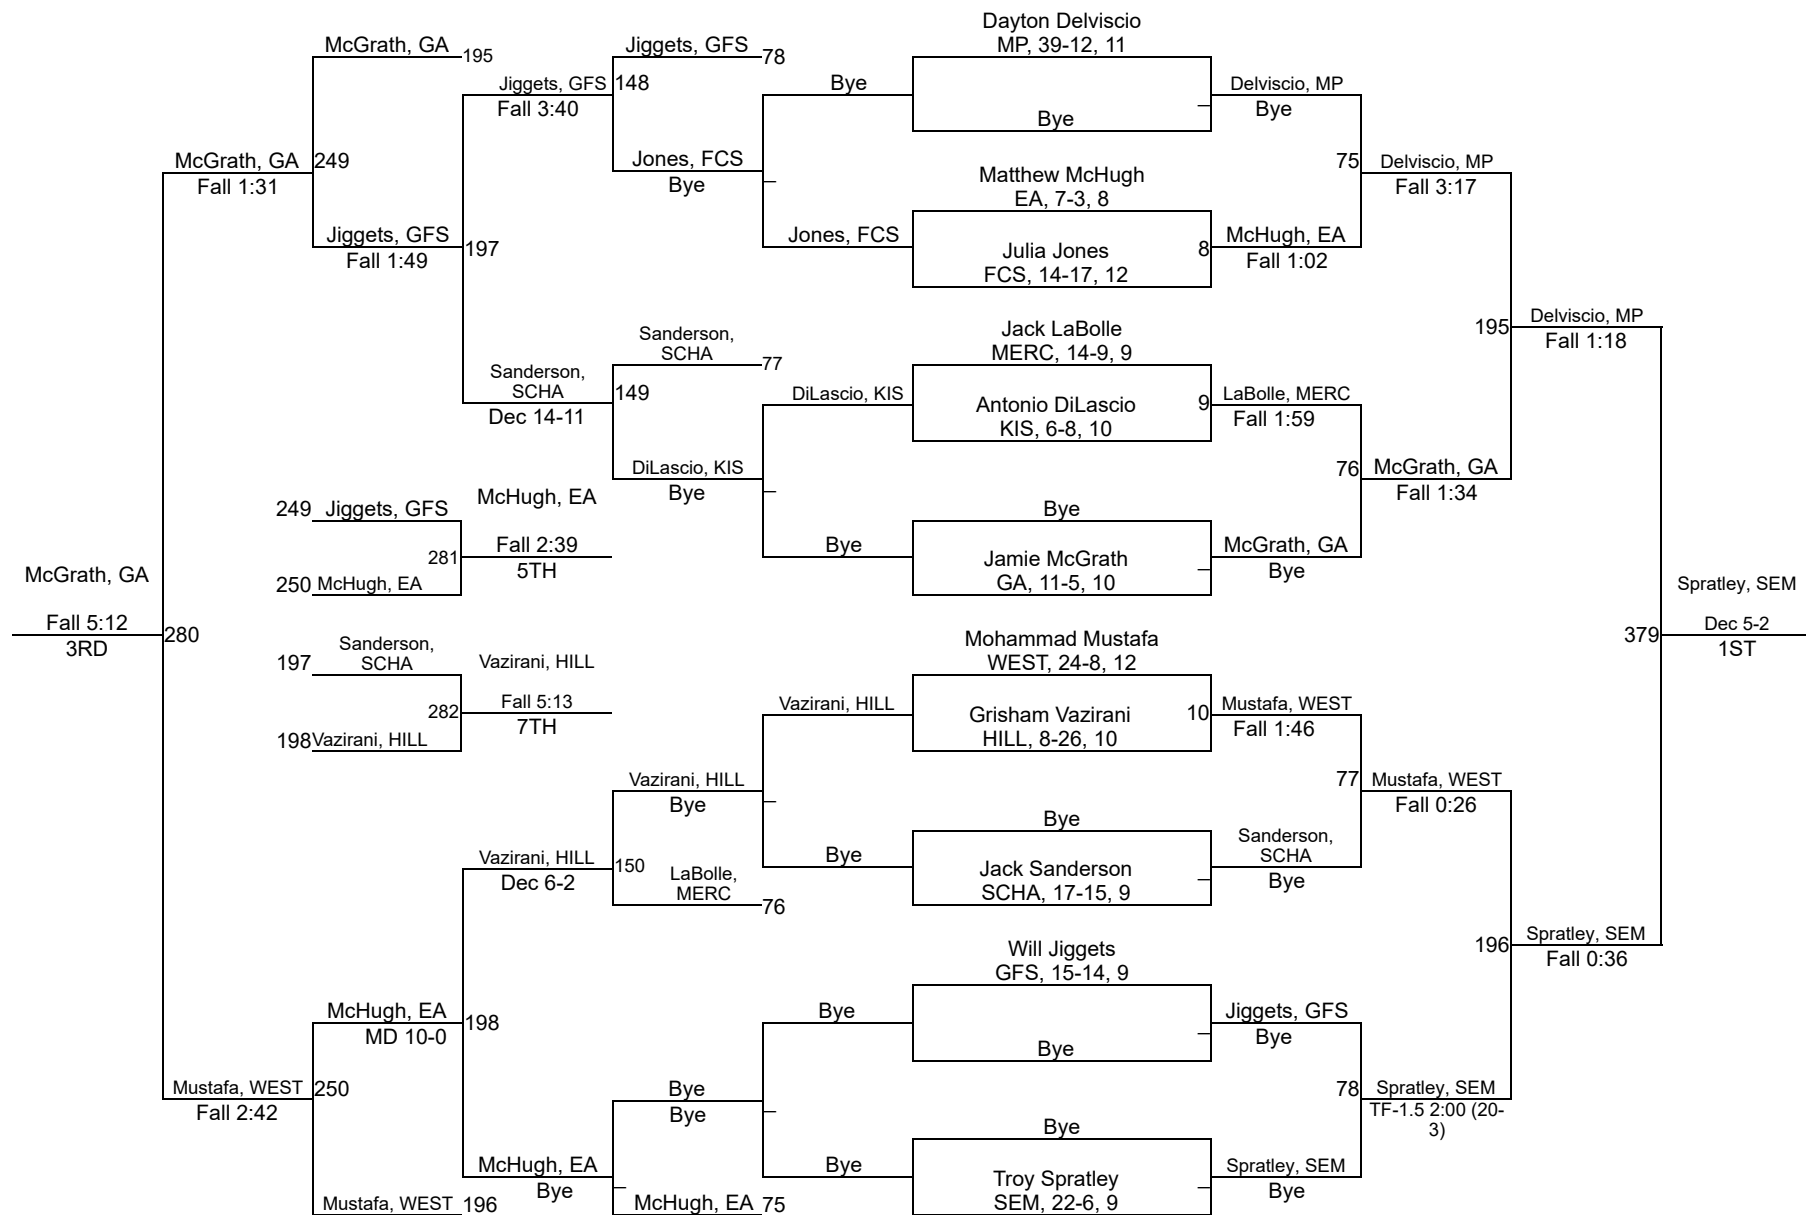 Dayton Delviscio
McGrath, GA
195
Jiggets, GFS
78
MP, 39-12, 11
Jiggets, GFS
148
Bye
Delviscio, MP
Fall 3:40
Bye
Bye
McGrath, GA
249
Jones, FCS
75
Delviscio, MP
Fall 1:31
Bye
Matthew McHugh
Fall 3:17
EA, 7-3, 8
Jiggets, GFS
197
Jones, FCS
Julia Jones
8
McHugh, EA
Fall 1:49
FCS, 14-17, 12
Fall 1:02
Sanderson,
SCHA
77
Jack LaBolle
MERC, 14-9, 9
195
Delviscio, MP
Fall 1:18
Sanderson,
SCHA
149
DiLascio, KIS
Antonio DiLascio
9
LaBolle, MERC
Dec 14-11
KIS, 6-8, 10
Fall 1:59
DiLascio, KIS
76
McGrath, GA
Bye
Fall 1:34
249
Jiggets, GFS
McHugh, EA
Bye
281
Fall 2:39
5TH
Bye
Jamie McGrath
McGrath, GA
250
McHugh, EA
GA, 11-5, 10
Bye
McGrath, GA
Spratley, SEM
Fall 5:12
280
379
Dec 5-2
3RD
1ST
197
Sanderson,
SCHA
Vazirani, HILL
Mohammad Mustafa
WEST, 24-8, 12
282
Fall 5:13
7TH
Vazirani, HILL
Grisham Vazirani
10
Mustafa, WEST
198
Vazirani, HILL
HILL, 8-26, 10
Fall 1:46
Vazirani, HILL
77
Mustafa, WEST
Bye
Fall 0:26
Bye
Vazirani, HILL
150
LaBolle,
MERC
76
Bye
Jack Sanderson
Sanderson,
SCHA
Dec 6-2
SCHA, 17-15, 9
Bye
Will Jiggets
196
Spratley, SEM
GFS, 15-14, 9
Fall 0:36
McHugh, EA
198
Bye
Jiggets, GFS
MD 10-0
Bye
Bye
Mustafa, WEST
250
Bye
78
Spratley, SEM
Fall 2:42
Bye
TF-1.5 2:00 (20-
3)
Bye
McHugh, EA
Bye
Troy Spratley
Spratley, SEM
Bye
SEM, 22-6, 9
Bye
Mustafa, WEST
196
McHugh, EA
75